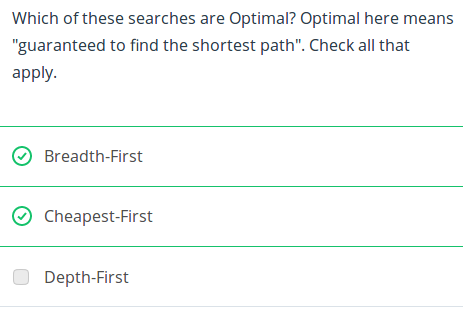 Which of these searches are Optimal? Optimal here means
"guaranteed to find the shortest path". Check all that
apply.
Breadth-First
Cheapest-First
Depth-First